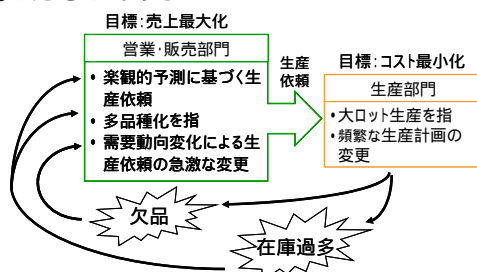 目標：売上最大化
営業・販売部門
・楽観的予測に基づく生
産依頼
・多品種化を指
・需要動向変化による生
産依頼の急激な変更
生産
依頼
目標：コスト最小化
生産部門
・大ロット生産を指
・頻繁な生産計画の
変更
欠品
在庫過多